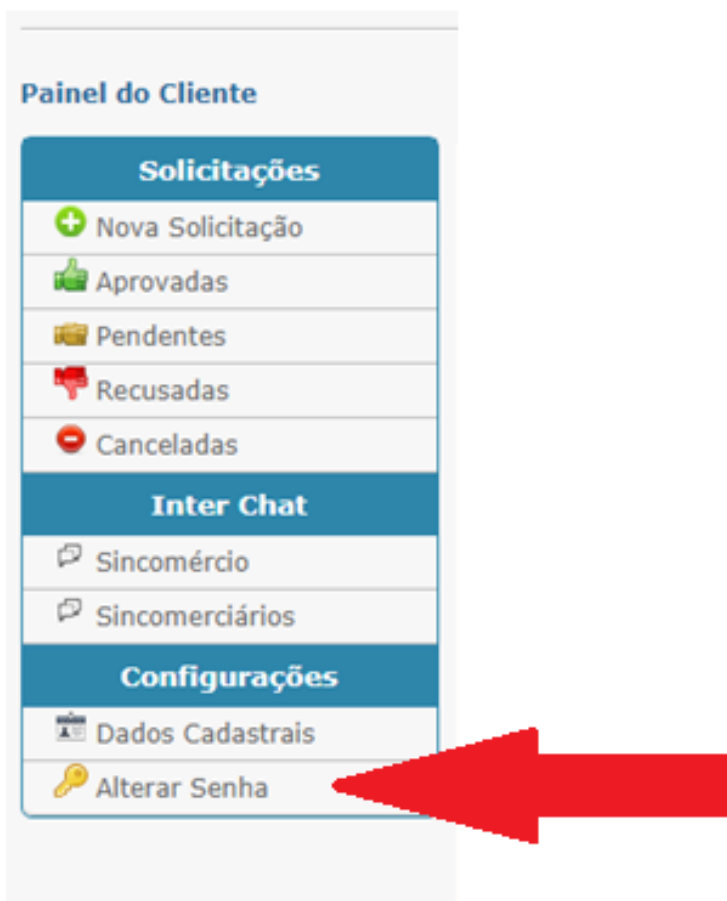 Painel do Cliente
Solicitações
Nova Solicitação
Aprovadas
Pendentes
Recusadas
Canceladas
Inter Chat
Sincomércio
Sincomerciários
Configurações
Dados Cadastrais
Alterar Senha